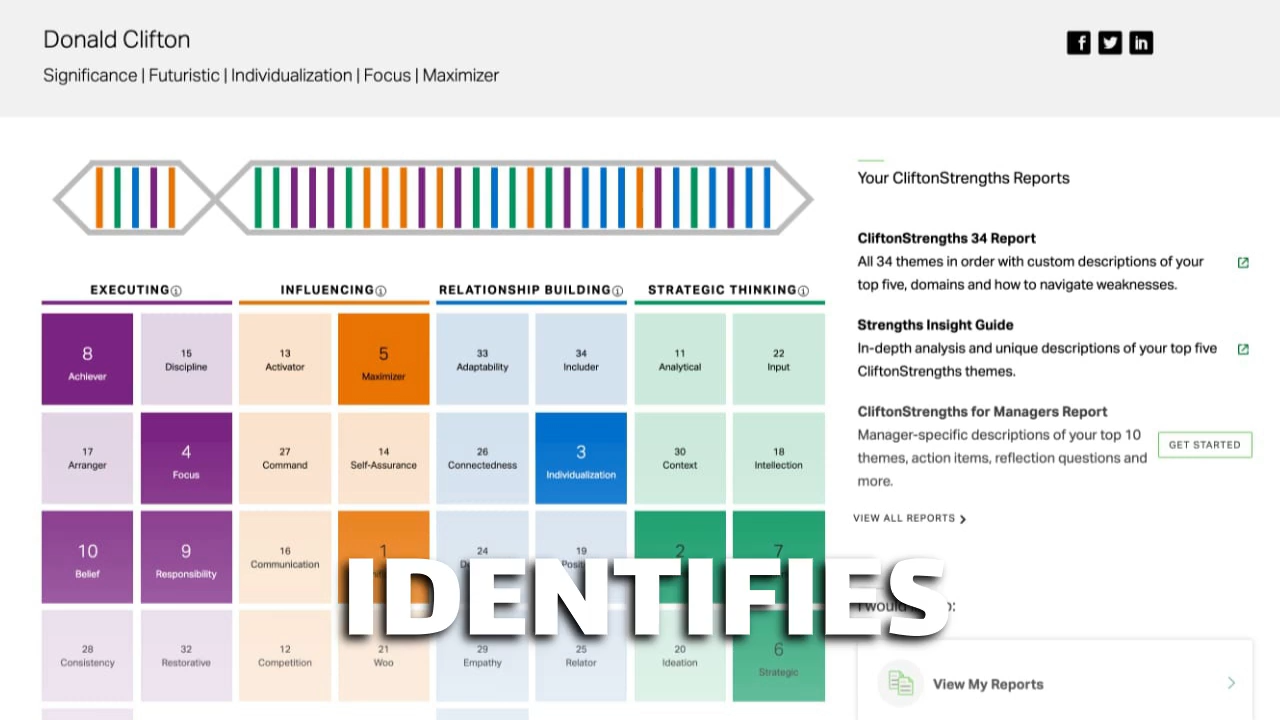 Donald Clifton
Significance | Futuristic | Individualization | Focus | Maximizer
EXECUTING
INFLUENCING
RELATIONSHIP BUILDING
STRATEGIC THINKING
8
Achiever
15
Discipline
13
Activator
5
Maximizer
33
Adaptability
34
Includer
11
Analytical
22
Input
17
Arranger
4
Focus
27
Command
14
Self-Assurance
26
Connectedness
3
Individualization
30
Context
18
Intellection
10
Belief
9
Responsibility
16
Communication
1
24
19
2
7
IDENTIFIES
28
Consistency
32
Restorative
12
Competition
21
Woo
29
Empathy
25
Relator
20
Ideation
6
Strategic
Your CliftonStrengths Reports
CliftonStrengths 34 Report
All 34 themes in order with custom descriptions of your
top five, domains and how to navigate weaknesses.
Strengths Insight Guide
In-depth analysis and unique descriptions of your top five
CliftonStrengths themes.
CliftonStrengths for Managers Report
Manager-specific descriptions of your top 10
themes, action items, reflection questions and
more.
GET STARTED
VIEW ALL REPORTS
I would
View My Reports